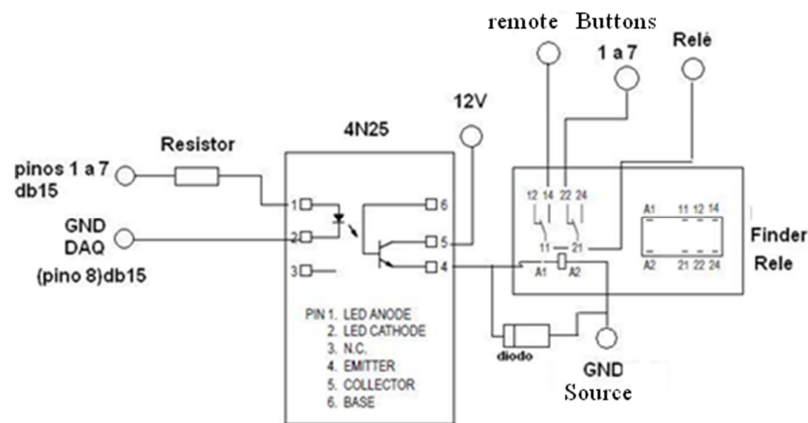 remote Buttons
1 a 7
Relé
12V
4N25
Resistor
pinos 1 a 7
db15
GND
DAQ
(pino 8)db15
1
2
3
6
5
4
PIN 1. LED ANODE
2. LED CATHODE
3. N.C.
4. EMITTER
5. COLLECTOR
6. BASE
12 14 22 24
11 21
A1 A2
A1 11 12 14
A2 21 22 24
Finder
Rele
diodo
GND
Source